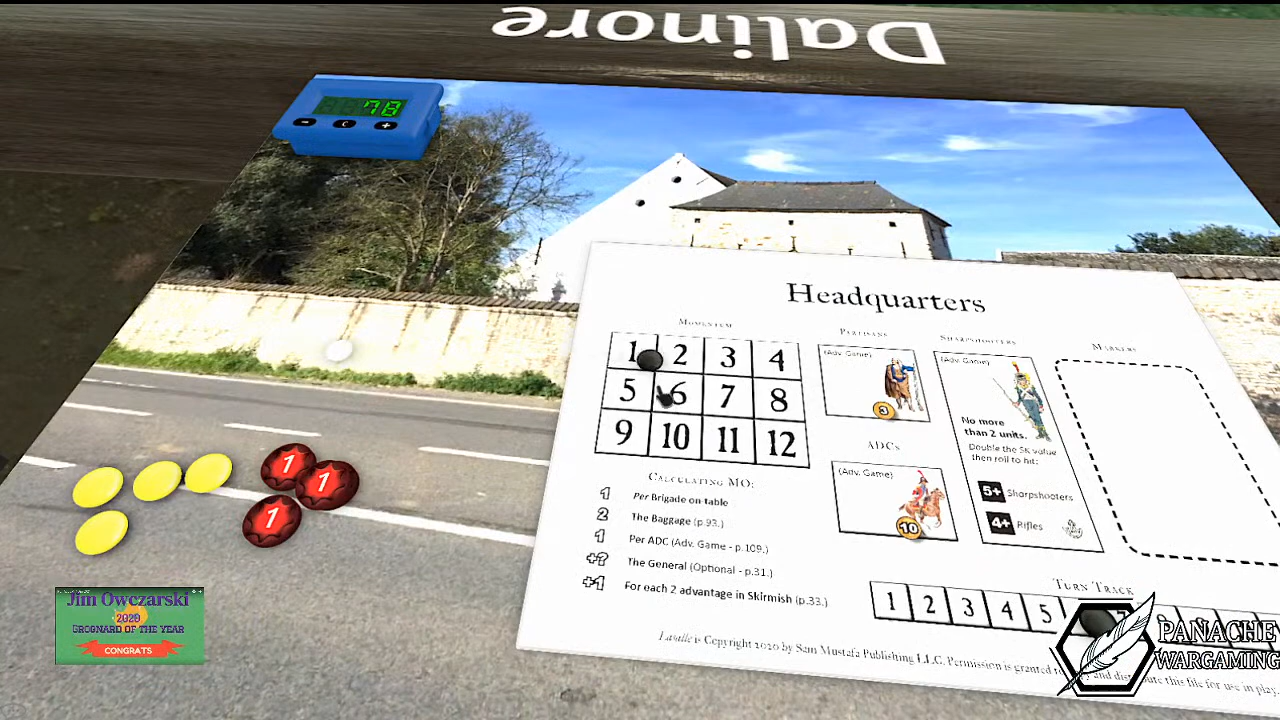 Dalinore
78
- C +
Headquarters
Momentum
1 2 3 4
5 6 7 8
9 10 11 12
Calculating MO:
1 Per Brigade on table
2 The Baggage (p.93.)
1 Per ADC (Adv. Game - p.109.)
+? The General (Optional - p.31.)
+1 For each 2 advantage in Skirmish (p.33.)
Partisans
(Adv. Game)
3
ADCs
(Adv. Game)
10
Sharpshooters
(Adv. Game)
No more
than 2 units.
Double the SK value
then roll to hit:
5+ Sharpshooters
4+ Rifles
Markers
Turn Track
1 2 3 4 5
Lasalle is Copyright 2020 by Sam Mustafa Publishing LLC. Permission is granted
and distribute this file for use in play
1
1
1
Jim Owczarski
2020
GROGNARD OF THE YEAR
CONGRATS
PANACHE
WARGAMING